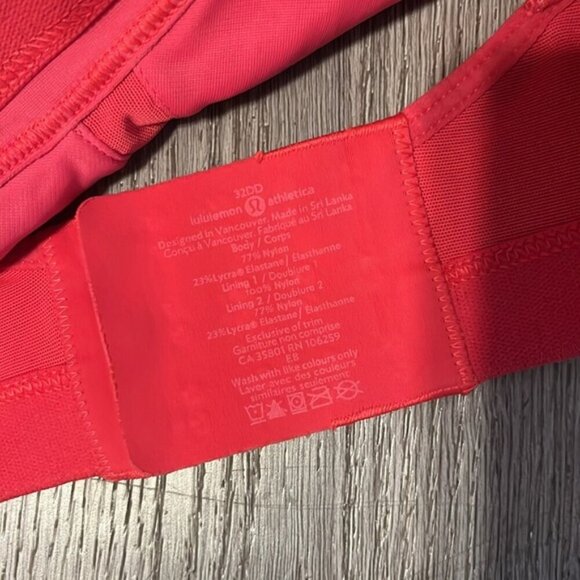 32DD
lululemon athletica
Designed in Vancouver. Made in Sri Lanka
Conçu à Vancouver. Fabriqué au Sri Lanka
Body / Corps
77% Nylon
23% Lycra® Elastane / Elasthanne
Lining 1 / Doublure 1
100% Nylon
Lining 2 / Doublure 2
77% Nylon
23% Lycra® Elastane / Elasthanne
Exclusive of trim
Garniture non comprise
CA 35801 RN 106259
EB
Wash with like colours only
Laver avec des couleurs
similaires seulement